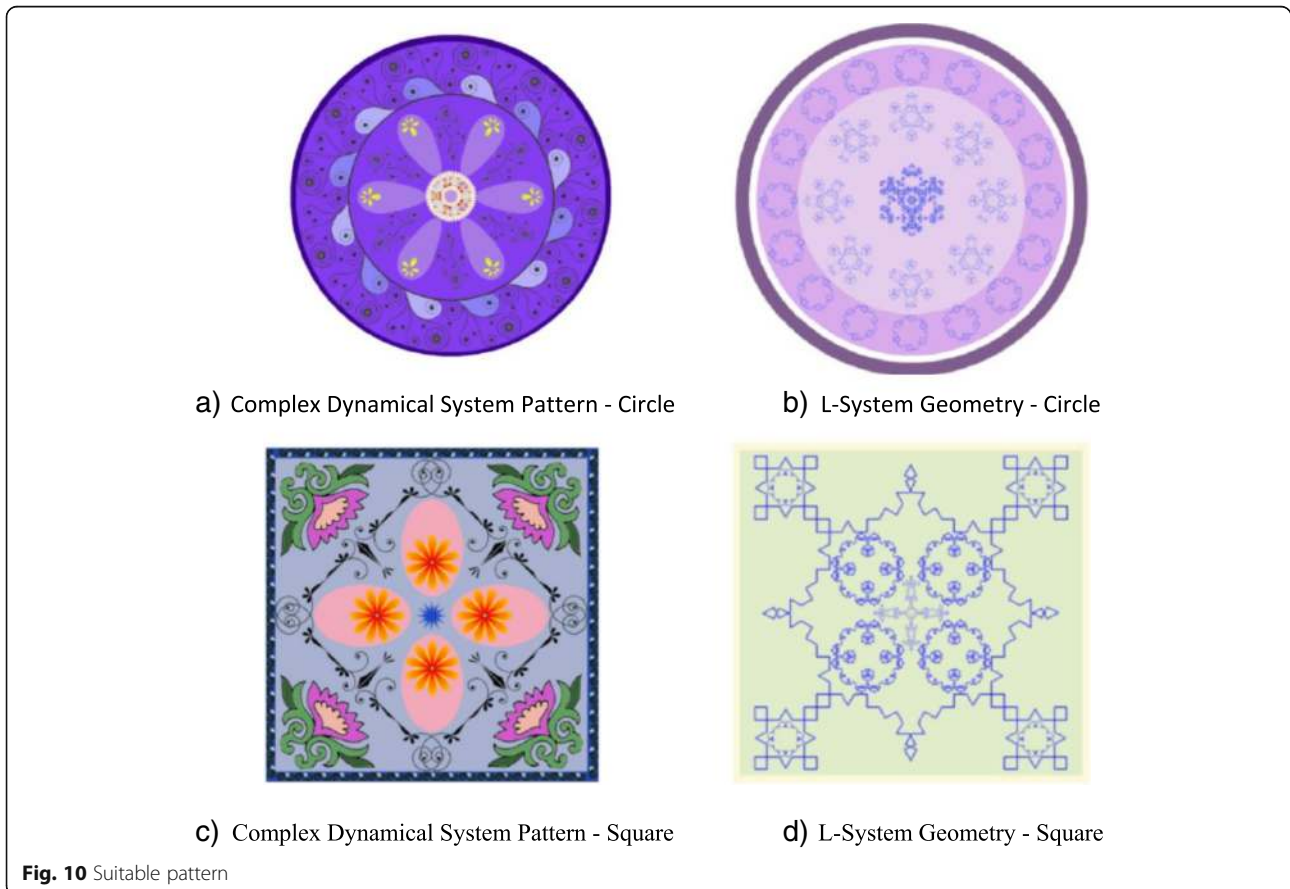 a) Complex Dynamical System Pattern - Circle
b) L-System Geometry - Circle
c) Complex Dynamical System Pattern - Square
d) L-System Geometry - Square
Fig. 10 Suitable pattern